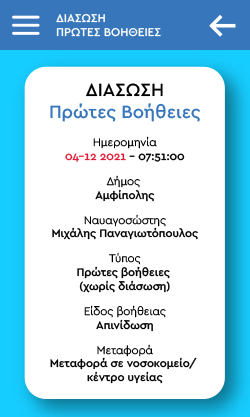 ΔΙΑΣΩΣΗ
ΠΡΩΤΕΣ ΒΟΗΘΕΙΕΣ
ΔΙΑΣΩΣΗ
Πρώτες Βοήθειες
Ημερομηνία
04-12 2021 - 07:51:00
Δήμος
Αμφίπολης
Ναυαγοσώστης
Μιχάλης Παναγιωτόπουλος
Τύπος
Πρώτες βοήθειες
(χωρίς διάσωση)
Είδος βοήθειας
Απινίδωση
Μεταφορά
Μεταφορά σε νοσοκομείο/
κέντρο υγείας